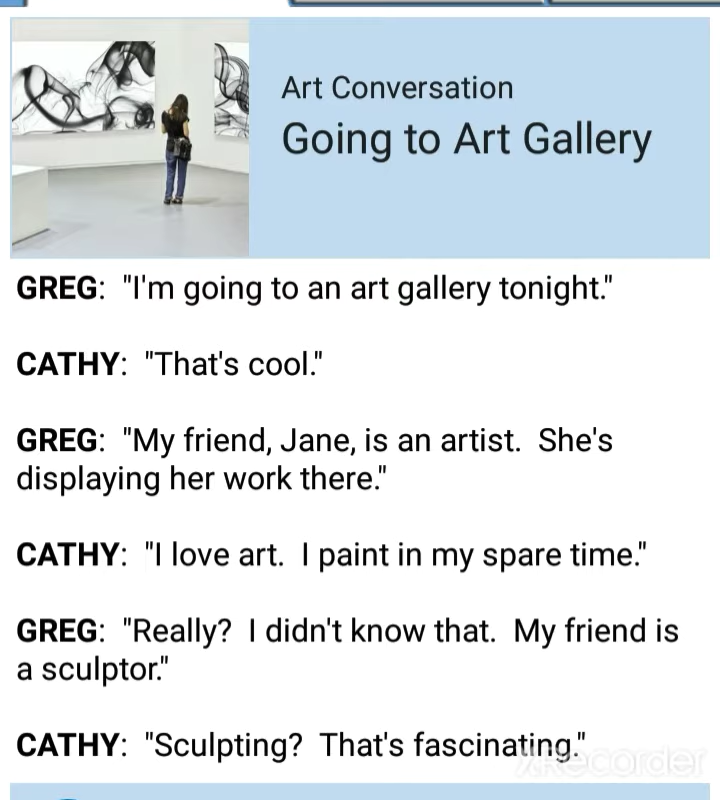 Art Conversation
Going to Art Gallery
GREG: "I'm going to an art gallery tonight."
CATHY: "That's cool."
GREG: "My friend, Jane, is an artist. She's
displaying her work there."
CATHY: "I love art. I paint in my spare time."
GREG: "Really? I didn't know that. My friend is
a sculptor."
CATHY: "Sculpting? That's fascinating."
XRecorder